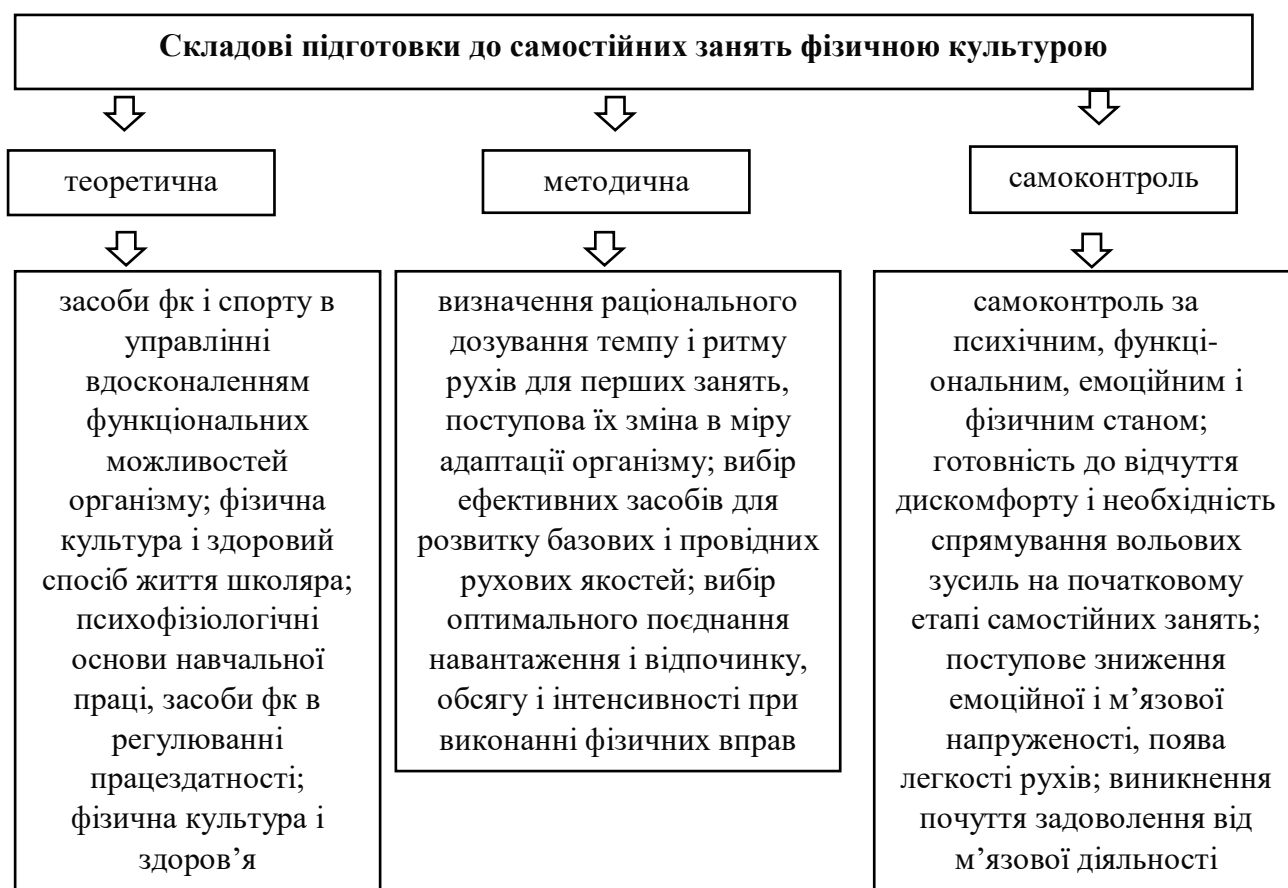 Складові підготовки до самостійних занять фізичною культурою
теоретична
методична
самоконтроль
засоби фк і спорту в
управлінні
вдосконаленням
функціональних
можливостей
організму; фізична
культура і здоровий
спосіб життя школяра;
психофізіологічні
основи навчальної
праці, засоби фк в
регулюванні
працездатності;
фізична культура і
здоров’я
визначення раціонального
дозування темпу і ритму
рухів для перших занять,
поступова їх зміна в міру
адаптації організму; вибір
ефективних засобів для
розвитку базових і провідних
рухових якостей; вибір
оптимального поєднання
навантаження і відпочинку,
обсягу і інтенсивності при
виконанні фізичних вправ
самоконтроль за
психічним, функці-
ональним, емоційним і
фізичним станом;
готовність до відчуття
дискомфорту і необхідність
спрямування вольових
зусиль на початковому
етапі самостійних занять;
поступове зниження
емоційної і м’язової
напруженості, поява
легкості рухів; виникнення
почуття задоволення від
м’язової діяльності